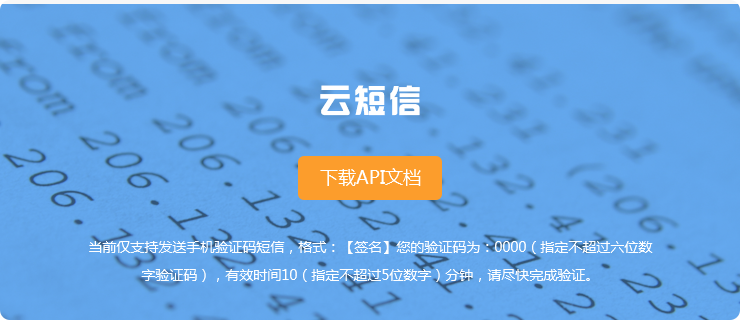 云短信
下载API文档
当前仅支持发送手机验证码短信，格式：【签名】您的验证码为：0000（指定不超过六位数
字验证码），有效时间10（指定不超过5位数字）分钟，请尽快完成验证。